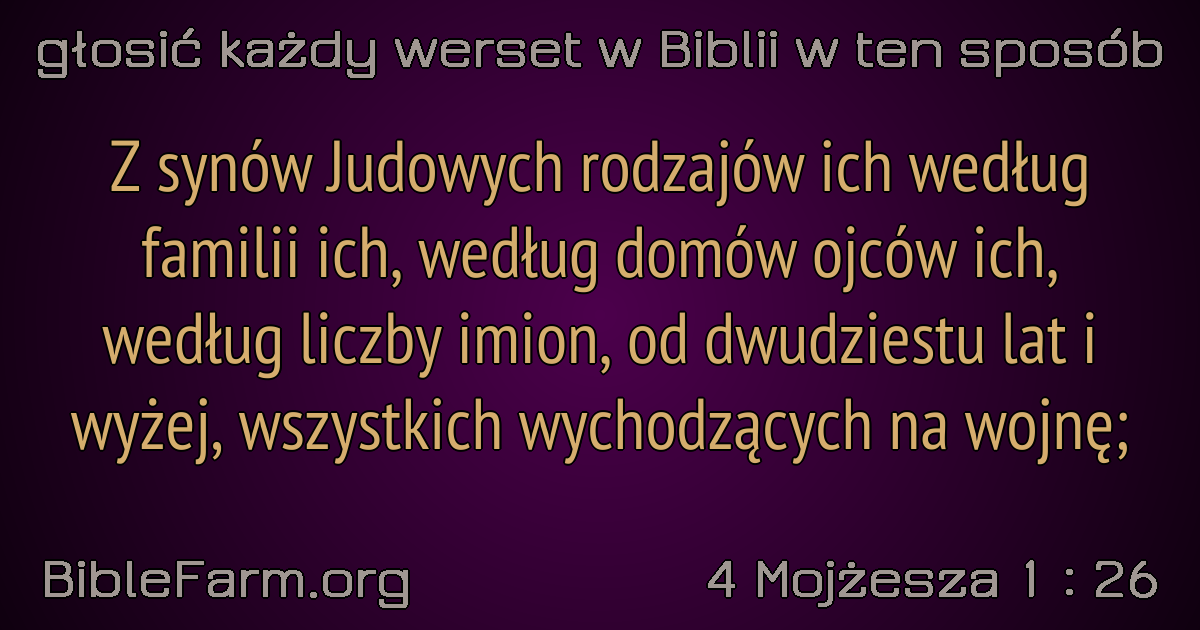 głosić każdy werset w Biblii w ten sposób
Z synów Judowych rodzajów ich według
familii ich, według domów ojców ich,
według liczby imion, od dwudziestu lat i
wyżej, wszystkich wychodzących na wojnę;
BibleFarm.org
4 Mojżesza 1 : 26